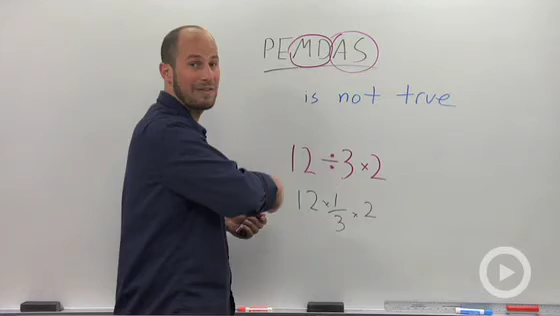 PEMDAS
is not true
12 ÷ 3 × 2
12 × 1/3 × 2